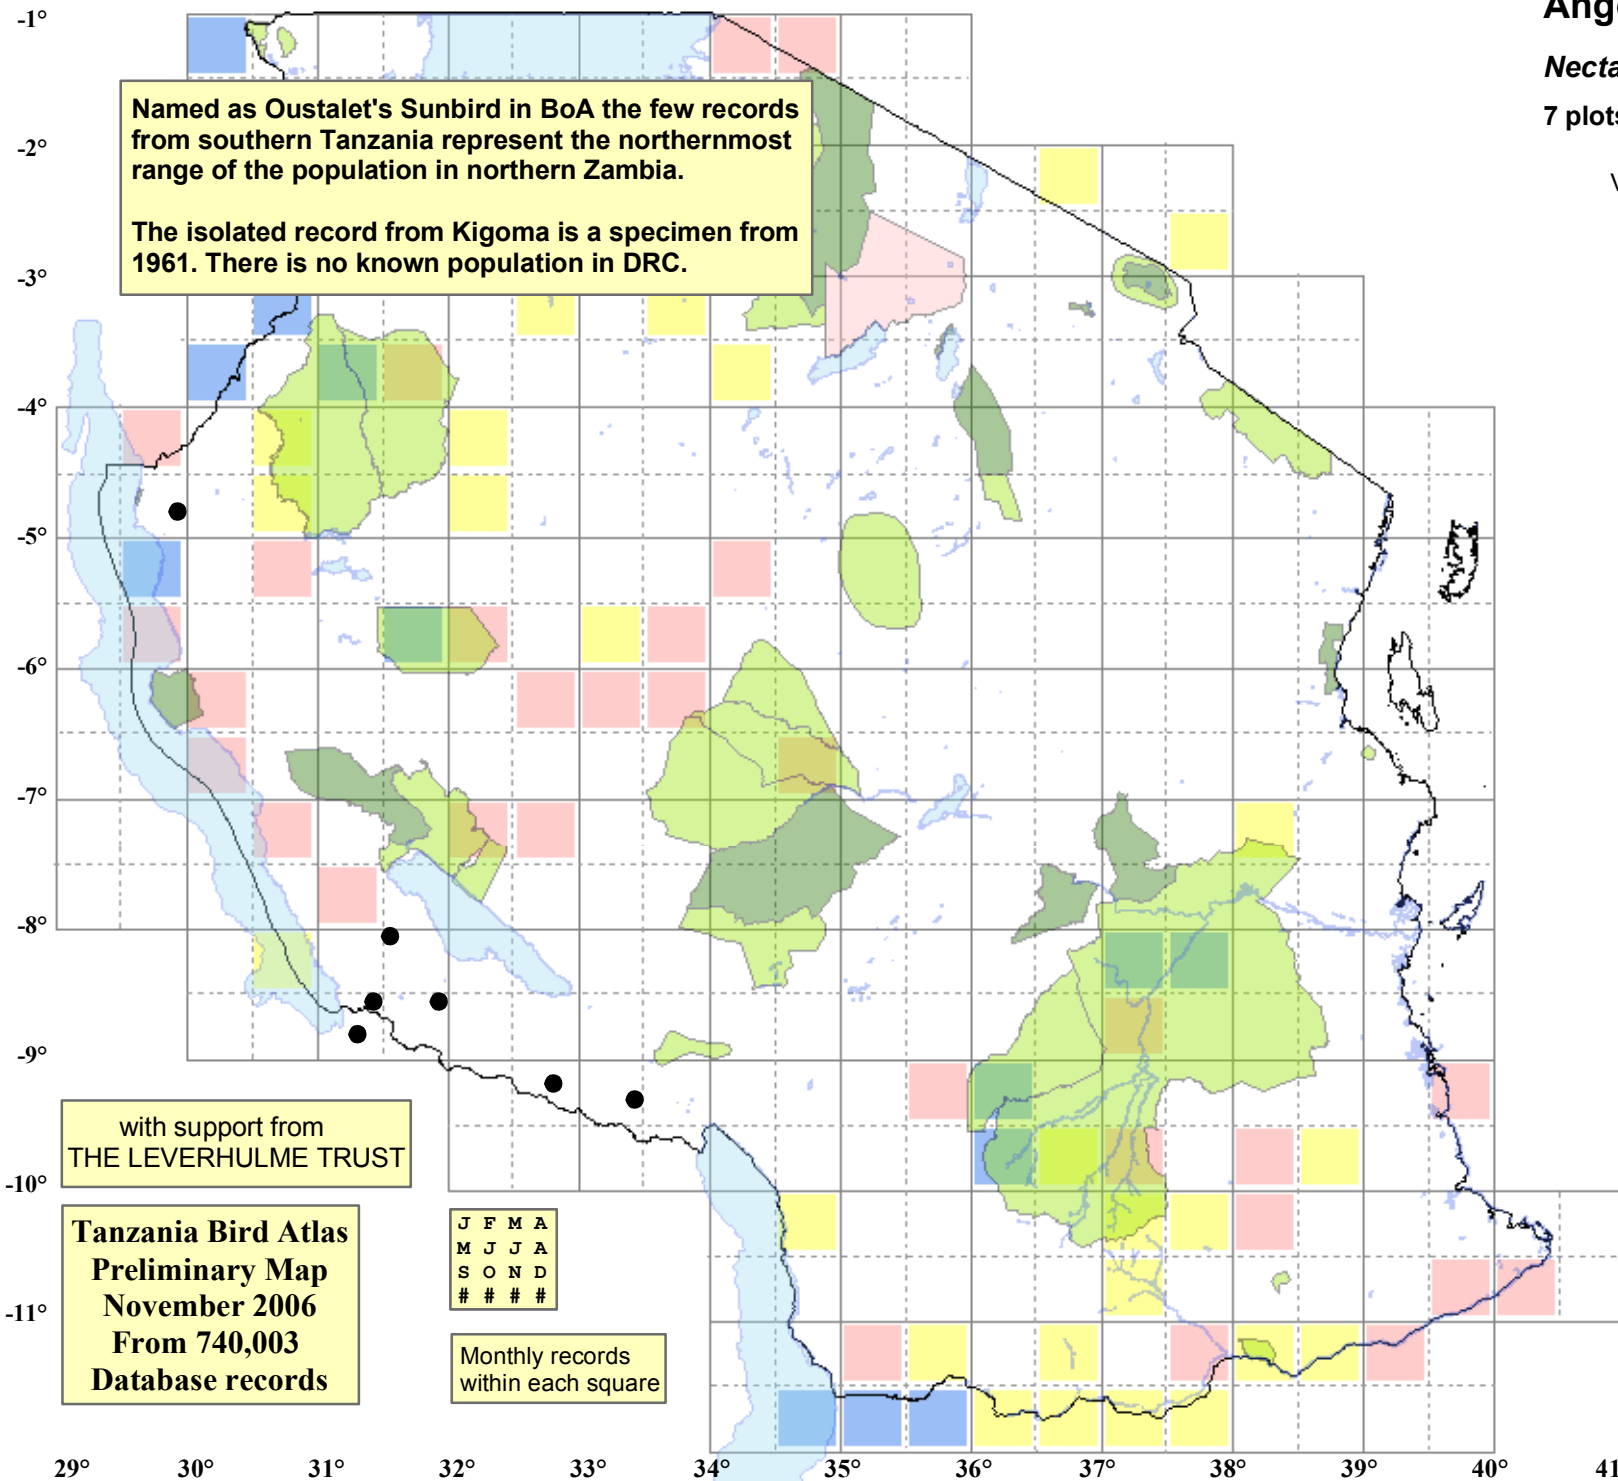 -1°
-2°
-3°
-4°
-5°
-6°
-7°
-8°
-9°
-10°
-11°
Named as Oustalet's Sunbird in BoA the few records
from southern Tanzania represent the northernmost
range of the population in northern Zambia.
The isolated record from Kigoma is a specimen from
1961. There is no known population in DRC.
7 plots
with support from
THE LEVERHULME TRUST
Tanzania Bird Atlas
Preliminary Map
November 2006
From 740,003
Database records
J F M A
M J J A
S O N D
# # # #
Monthly records
within each square
29° 30° 31° 32° 33° 34° 35° 36° 37° 38° 39° 40° 41